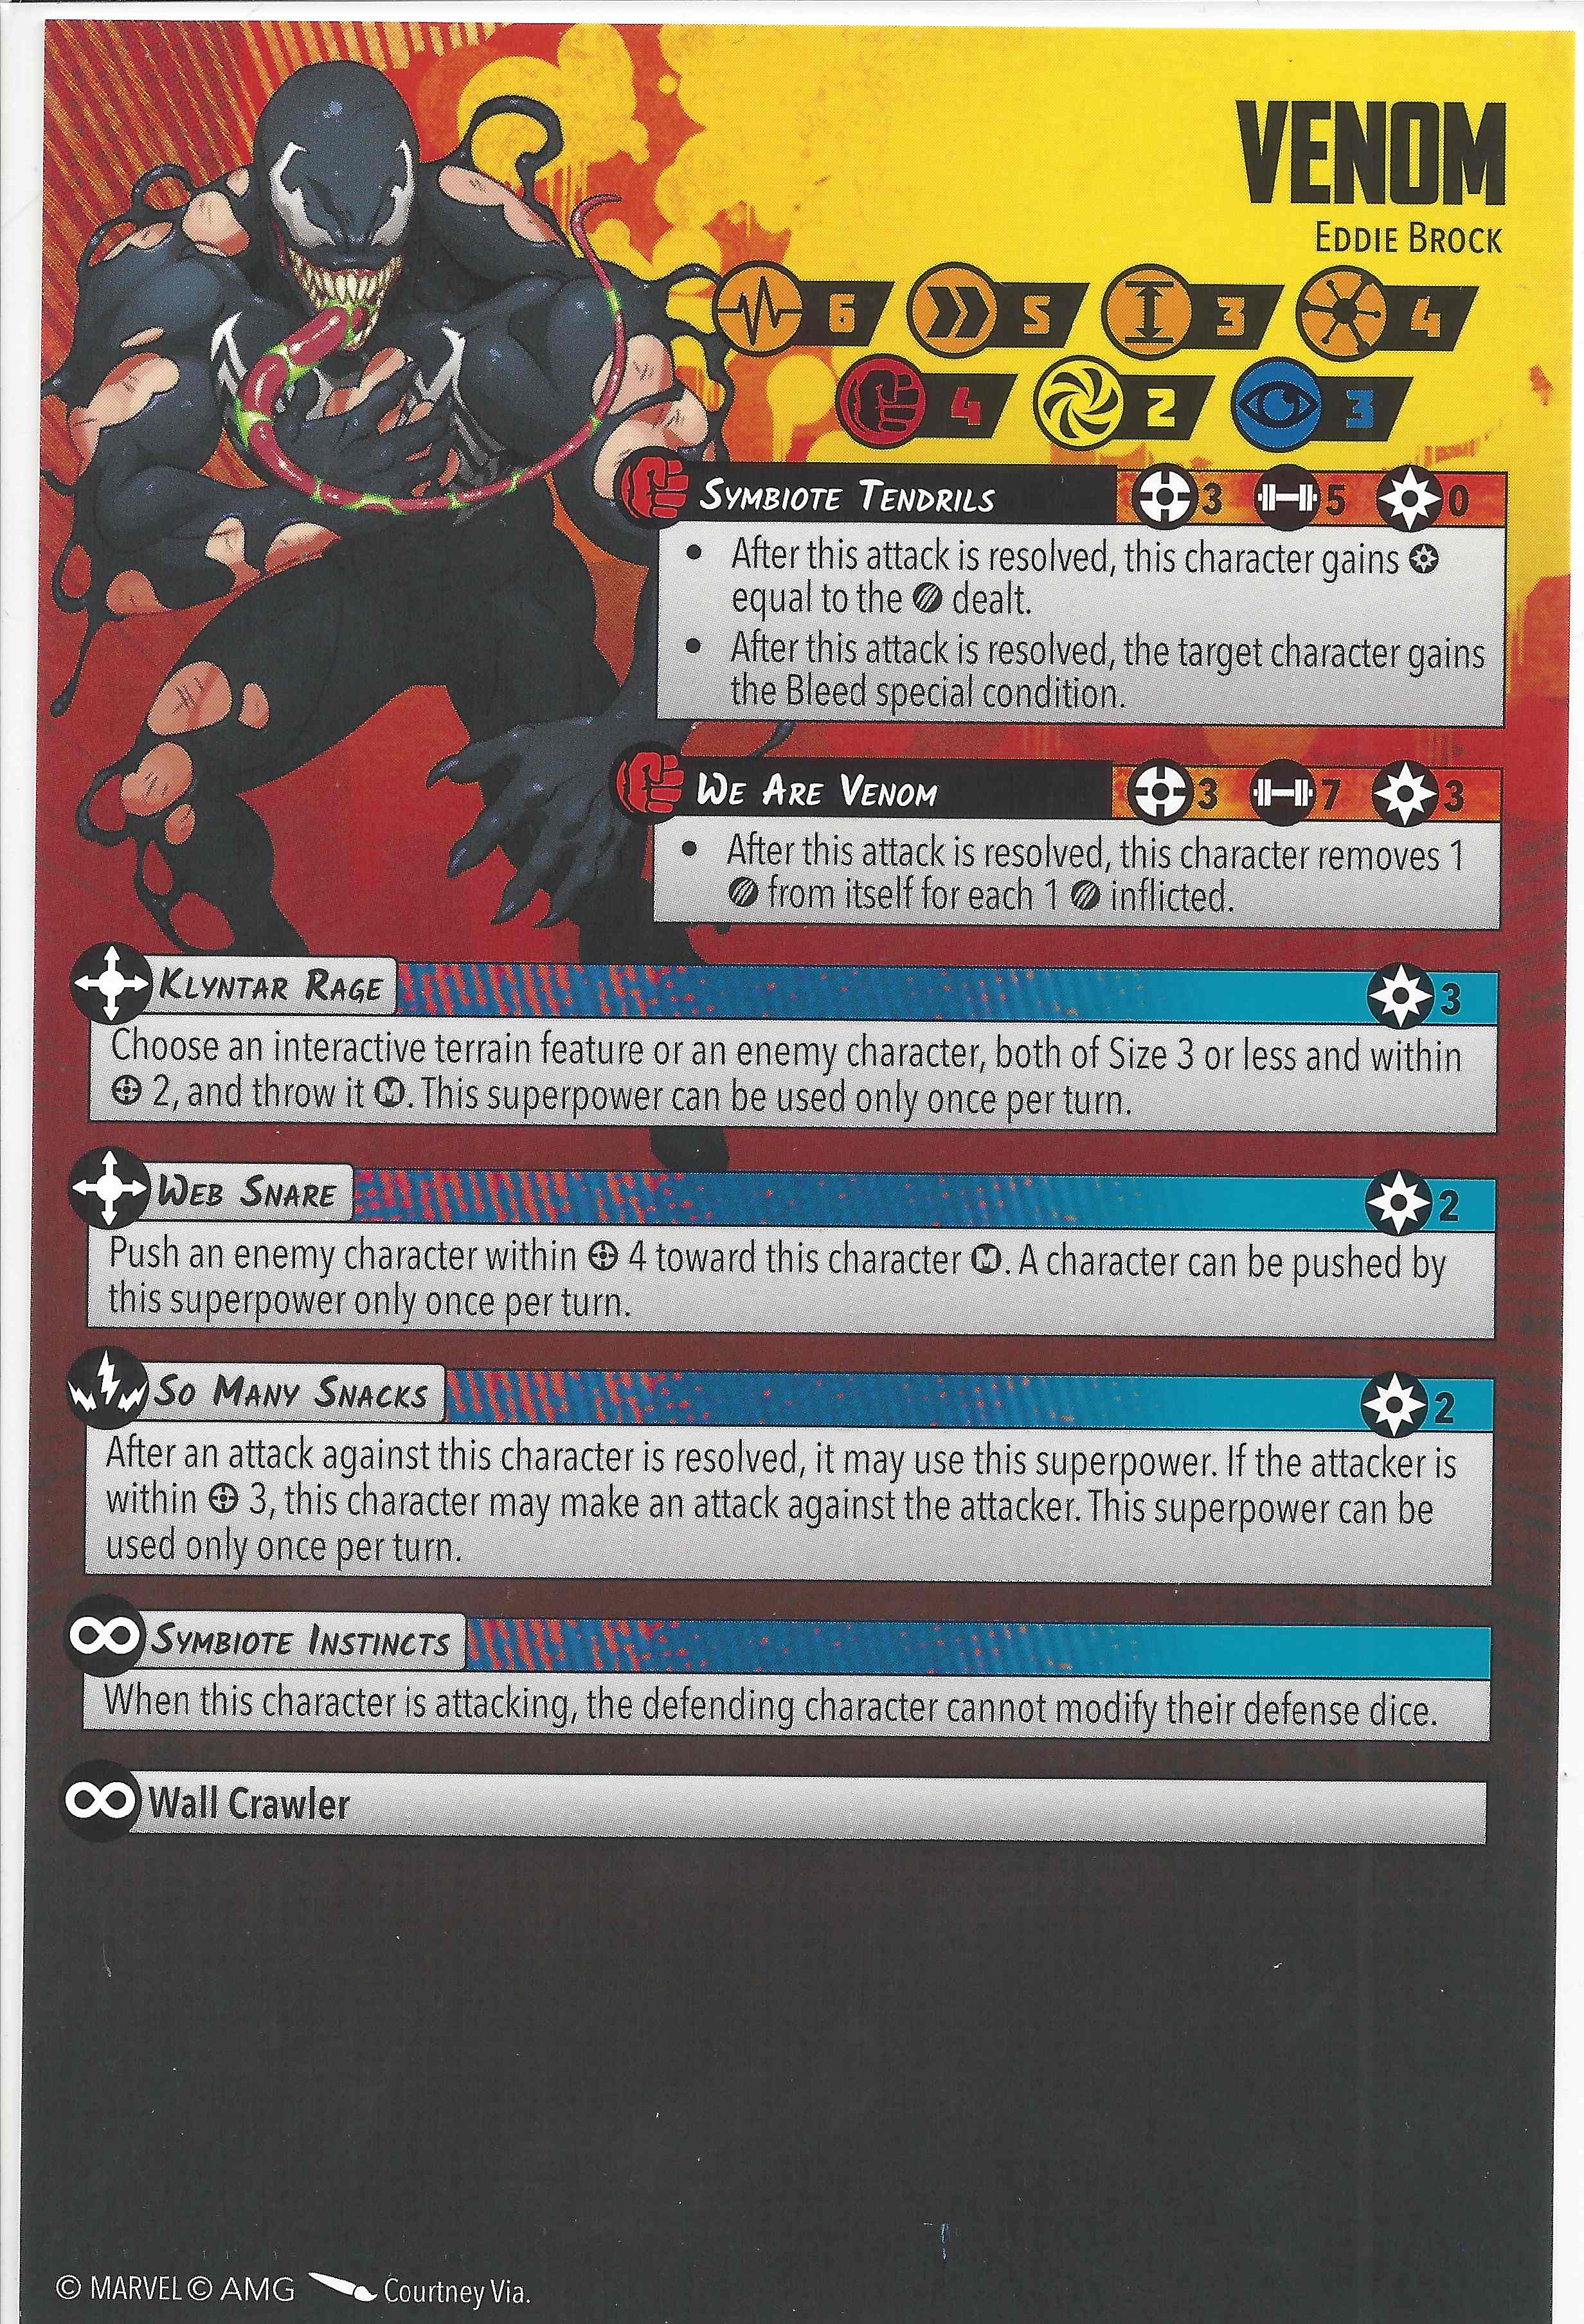 VENOM
EDDIE BROCK
6 5 3 4
4 2 3
SYMBIOTE TENDRILS 3 5 0
• After this attack is resolved, this character gains
equal to the dealt.
• After this attack is resolved, the target character gains
the Bleed special condition.
WE ARE VENOM 3 7 3
• After this attack is resolved, this character removes 1
from itself for each 1 inflicted.
KLYNTAR RAGE 3
Choose an interactive terrain feature or an enemy character, both of Size 3 or less and within
2, and throw it M. This superpower can be used only once per turn.
WEB SNARE 2
Push an enemy character within 4 toward this character M. A character can be pushed by
this superpower only once per turn.
SO MANY SNACKS 2
After an attack against this character is resolved, it may use this superpower. If the attacker is
within 3, this character may make an attack against the attacker. This superpower can be
used only once per turn.
SYMBIOTE INSTINCTS
When this character is attacking, the defending character cannot modify their defense dice.
Wall Crawler
© MARVEL © AMG Courtney Via.